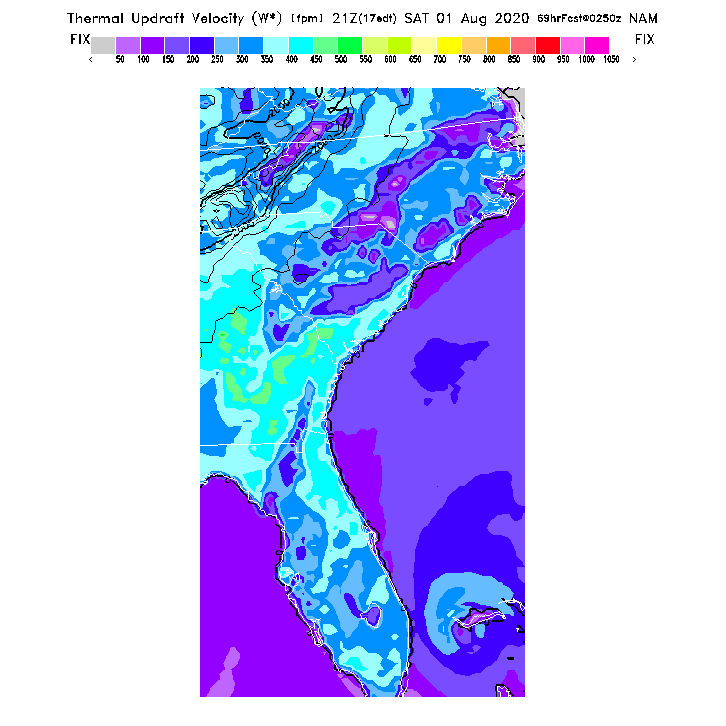 Thermal Updraft Velocity (W*) [fpm] 21Z(17edt) SAT 01 Aug 2020 69hrFcst@0250z NAM
FIX FIX
< 50 100 150 200 250 300 350 400 450 500 550 600 650 700 750 800 850 900 950 1000 1050 >
2000